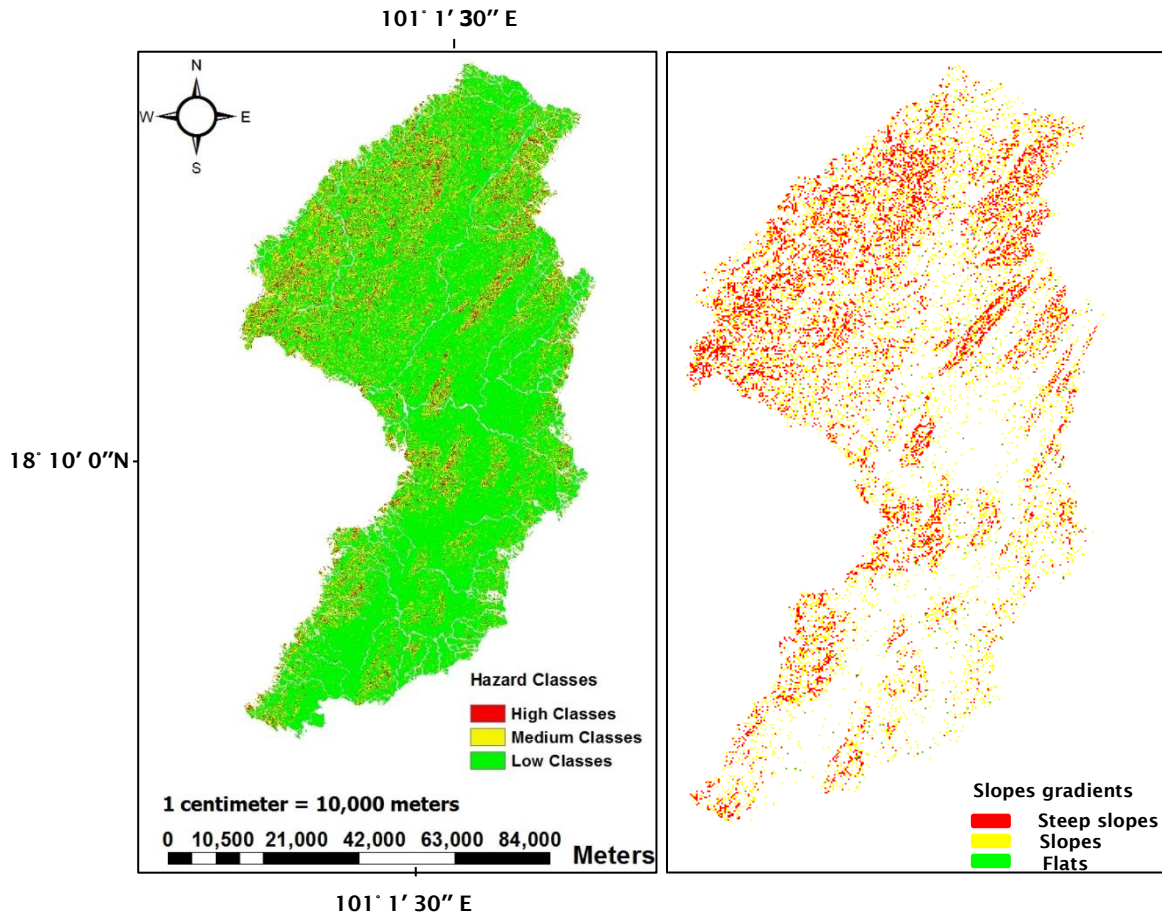 101° 1' 30" E
N
W
E
S
18° 10' 0"N
Hazard Classes
High Classes
Medium Classes
Low Classes
1 centimeter = 10,000 meters
0 10,500 21,000 42,000 63,000 84,000
Meters
101° 1' 30" E
Slopes gradients
Steep slopes
Slopes
Flats